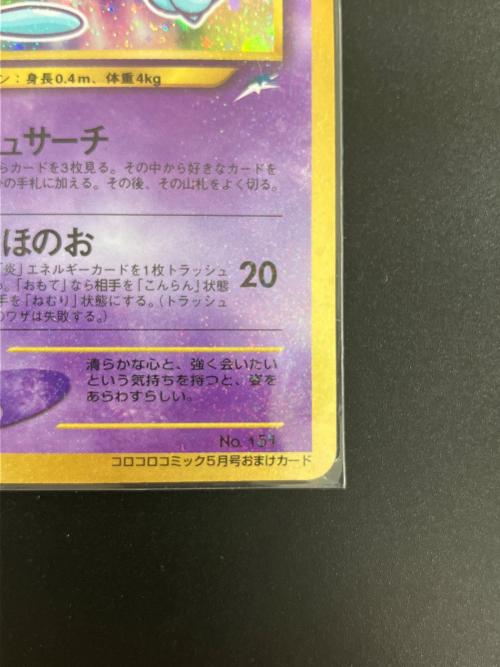 ン：身長0.4m、体重4kg
ュサーチ
らカードを3枚見る。その中から好きなカードを
の手札に加える。その後、その山札をよく切る。
ほのお
「炎」エネルギーカードを1枚トラッシュ
。「おもて」なら相手を「こんらん」状態
手を「ねむり」状態にする。（トラッシュ
のワザは失敗する。）
20
清らかな心と、強く会いたい
という気持ちを持つと、姿を
あらわすらしい。
No. 151
コロコロコミック5月号おまけカード